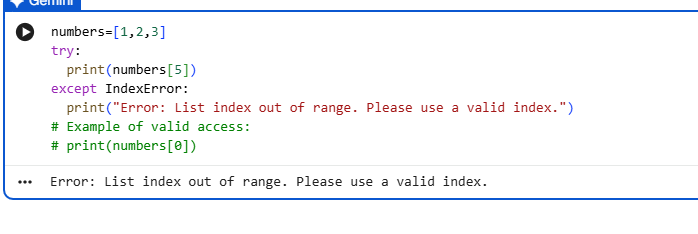 Gemini
numbers=[1,2,3]
try:
  print(numbers[5])
except IndexError:
  print("Error: List index out of range. Please use a valid index.")
# Example of valid access:
# print(numbers[0])
Error: List index out of range. Please use a valid index.